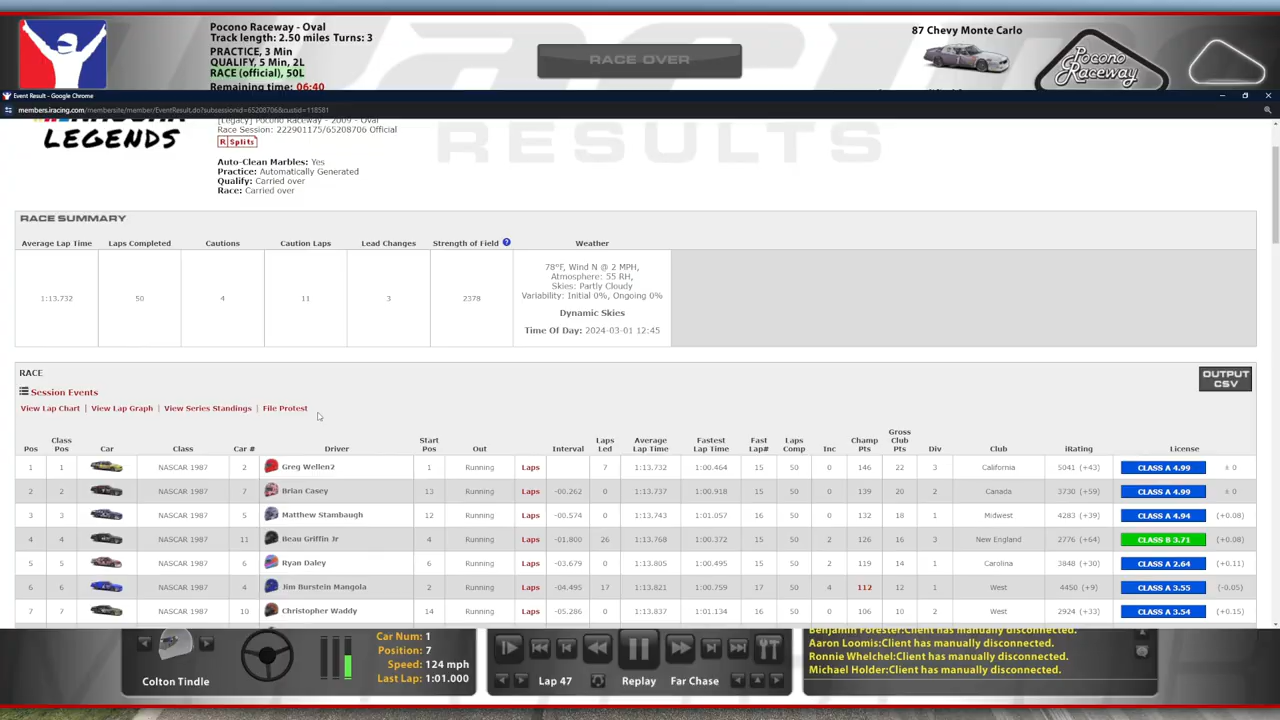 Pocono Raceway - Oval
Track length: 2.50 miles Turns: 3
PRACTICE, 3 Min
QUALIFY, 5 Min, 2L
RACE (official), 50L
Remaining time: 06:40
RACE OVER
87 Chevy Monte Carlo
Pocono Raceway
Event Result - Google Chrome
members.iracing.com/membersite/member/EventResult.do?subsessionid=65208706&custid=118581
LEGENDS
[Legacy] Pocono Raceway - 2009 - Oval
Race Session: 222901175/65208706 Official
R Splits
RESULTS
Auto-Clean Marbles: Yes
Practice: Automatically Generated
Qualify: Carried over
Race: Carried over
RACE SUMMARY
Average Lap Time Laps Completed Cautions Caution Laps Lead Changes Strength of Field ? Weather
1:13.732 50 4 11 3 2378
78°F, Wind N @ 2 MPH,
Atmosphere: 55 RH,
Skies: Partly Cloudy
Variability: Initial 0%, Ongoing 0%
Dynamic Skies
Time Of Day: 2024-03-01 12:45
RACE
OUTPUT CSV
Session Events
View Lap Chart | View Lap Graph | View Series Standings | File Protest
Pos Class Pos Car Class Car # Driver Start Pos Out Interval Laps Led Average Lap Time Fastest Lap Time Fast Lap# Laps Comp Inc Champ Pts Gross Club Pts Div Club iRating License
1 1 NASCAR 1987 2 Greg Wellen2 1 Running Laps 7 1:13.732 1:00.464 15 50 0 146 22 3 California 5041 (+43) CLASS A 4.99 ± 0
2 2 NASCAR 1987 7 Brian Casey 13 Running Laps -00.262 0 1:13.737 1:00.918 15 50 0 139 20 2 Canada 3730 (+59) CLASS A 4.99 ± 0
3 3 NASCAR 1987 5 Matthew Stambaugh 12 Running Laps -00.574 0 1:13.743 1:01.057 16 50 0 132 18 1 Midwest 4283 (+39) CLASS A 4.94 (+0.08)
4 4 NASCAR 1987 11 Beau Griffin Jr 4 Running Laps -01.800 26 1:13.768 1:00.372 15 50 2 126 16 3 New England 2776 (+64) CLASS B 3.71 (+0.08)
5 5 NASCAR 1987 6 Ryan Daley 6 Running Laps -03.679 0 1:13.805 1:00.495 15 50 2 119 14 1 Carolina 3848 (+30) CLASS A 2.64 (+0.11)
6 6 NASCAR 1987 4 Jim Burstein Mangola 2 Running Laps -04.495 17 1:13.821 1:00.759 17 50 4 112 12 1 West 4450 (+9) CLASS A 3.55 (-0.05)
7 7 NASCAR 1987 10 Christopher Waddy 14 Running Laps -05.286 0 1:13.837 1:01.134 16 50 0 106 10 2 West 2924 (+33) CLASS A 3.54 (+0.15)
Colton Tindle
Car Num: 1
Position: 7
Speed: 124 mph
Last Lap: 1:01.000
Lap 47 Replay Far Chase
Benjamin Forester:Client has manually disconnected.
Aaron Loomis:Client has manually disconnected.
Ronnie Whelchel:Client has manually disconnected.
Michael Holder:Client has manually disconnected.